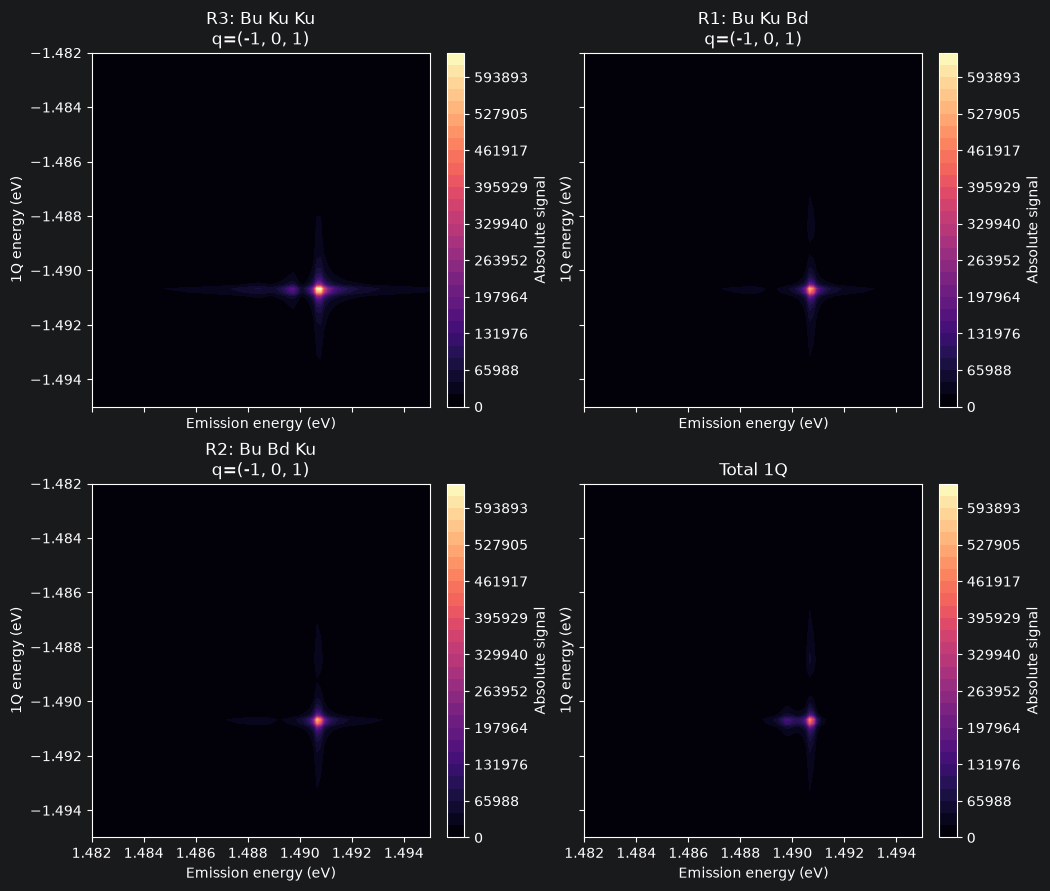 R3: Bu Ku Ku
q=(-1, 0, 1)
−1.482
−1.484
−1.486
−1.488
−1.490
−1.492
−1.494
1Q energy (eV)
Emission energy (eV)
593893
527905
461917
395929
329940
263952
197964
131976
65988
0
Absolute signal
R1: Bu Ku Bd
q=(-1, 0, 1)
1Q energy (eV)
Emission energy (eV)
593893
527905
461917
395929
329940
263952
197964
131976
65988
0
Absolute signal
R2: Bu Bd Ku
q=(-1, 0, 1)
−1.482
−1.484
−1.486
−1.488
−1.490
−1.492
−1.494
1Q energy (eV)
1.482 1.484 1.486 1.488 1.490 1.492 1.494
Emission energy (eV)
593893
527905
461917
395929
329940
263952
197964
131976
65988
0
Absolute signal
Total 1Q
1Q energy (eV)
1.482 1.484 1.486 1.488 1.490 1.492 1.494
Emission energy (eV)
593893
527905
461917
395929
329940
263952
197964
131976
65988
0
Absolute signal